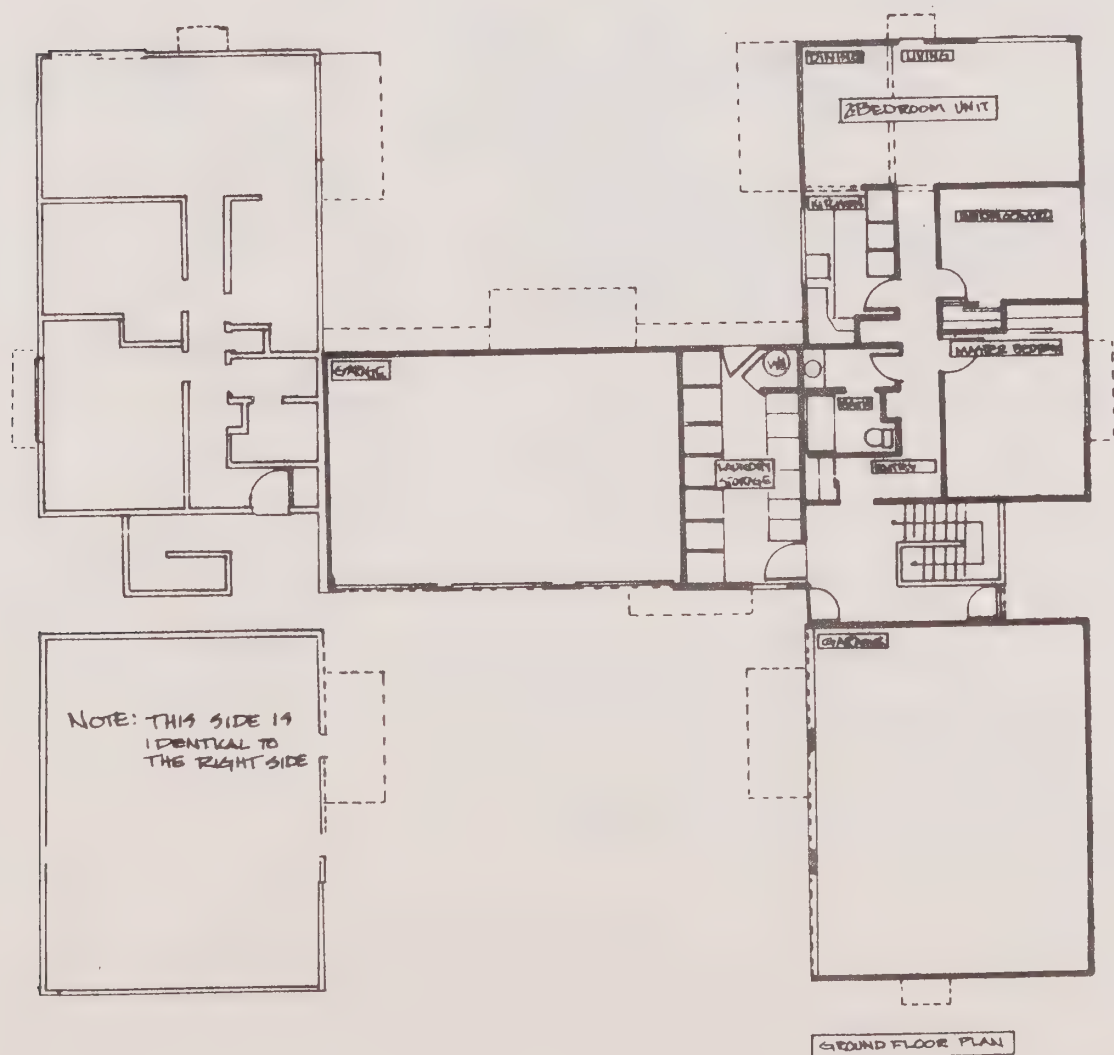 DINING
LIVING
2 BEDROOM UNIT
KITCHEN
MASTER BEDRM
GARAGE
W/H
BATH
LAUNDRY
STORAGE
ENTRY
GARAGE
NOTE: THIS SIDE IS
IDENTICAL TO
THE RIGHT SIDE
GROUND FLOOR PLAN